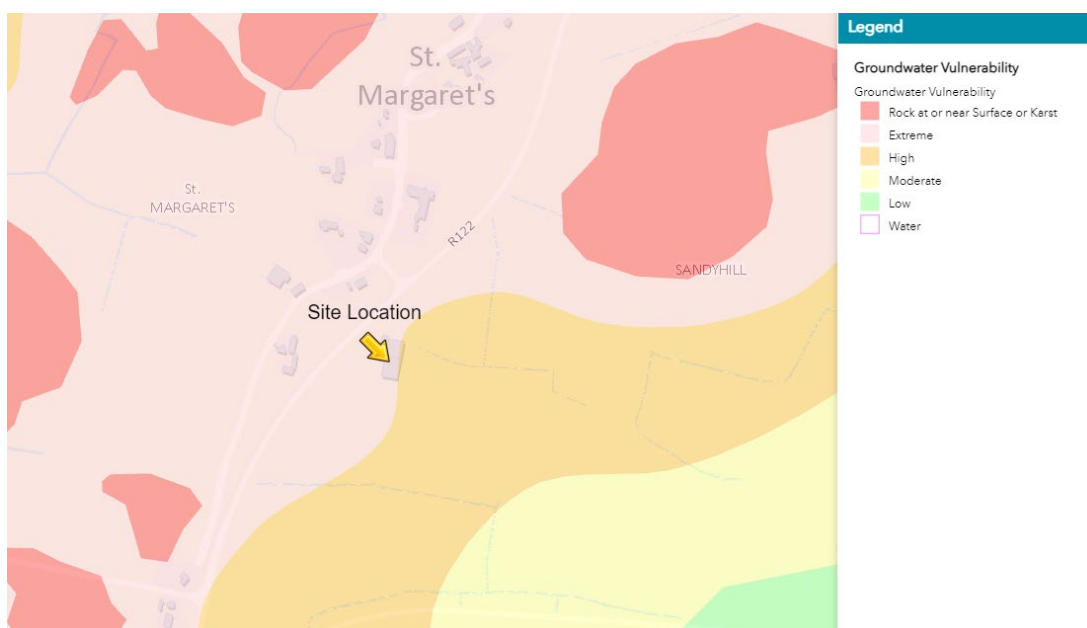 St.
Margaret's
St.
MARGARET'S
R122
SANDYHILL
Site Location
Legend
Groundwater Vulnerability
Groundwater Vulnerability
Rock at or near Surface or Karst
Extreme
High
Moderate
Low
Water